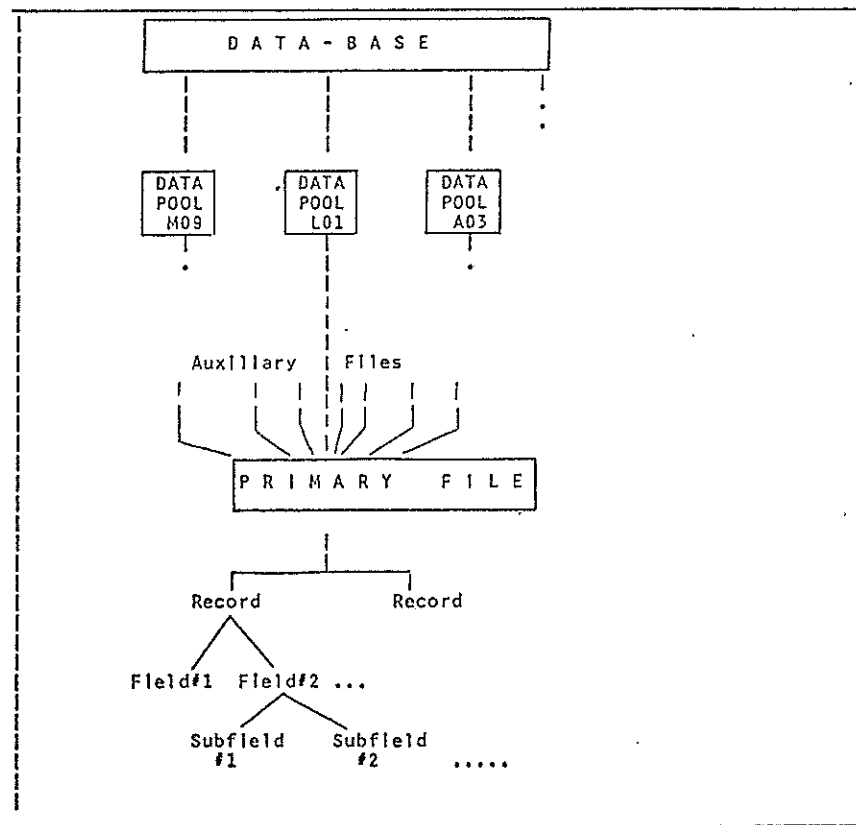 D A T A - B A S E
DATA POOL M09
DATA POOL L01
DATA POOL A03
Auxillary Files
P R I M A R Y F I L E
Record Record
Field#1 Field#2 ...
Subfield #1
Subfield #2 .....